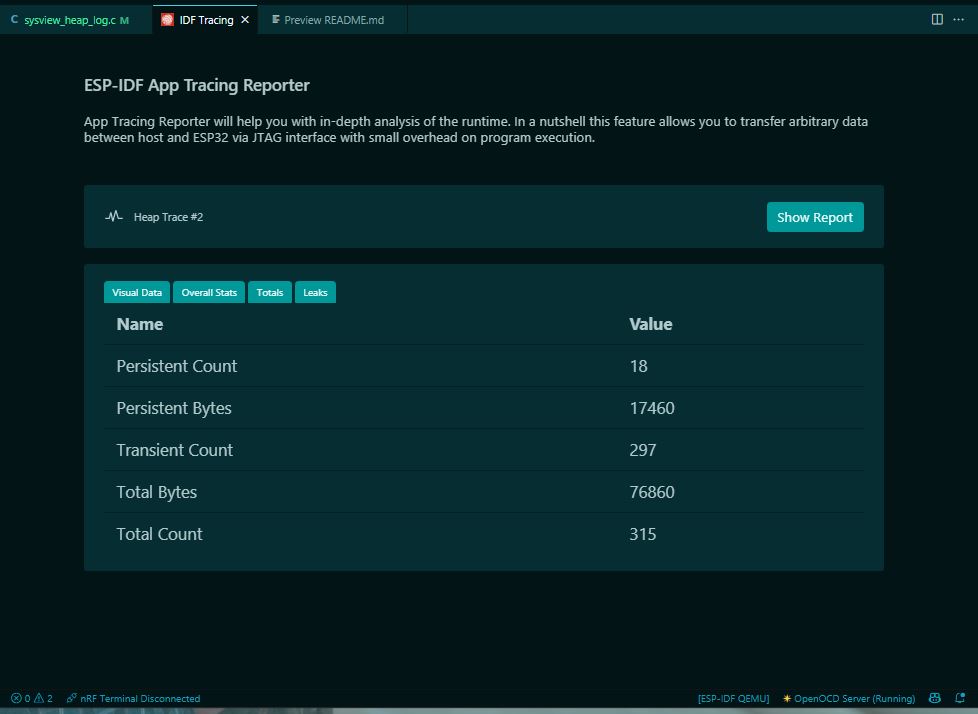 C sysview_heap_log.c M
IDF Tracing
Preview README.md
ESP-IDF App Tracing Reporter
App Tracing Reporter will help you with in-depth analysis of the runtime. In a nutshell this feature allows you to transfer arbitrary data
between host and ESP32 via JTAG interface with small overhead on program execution.
Heap Trace #2
Show Report
Visual Data Overall Stats Totals Leaks
Name Value
Persistent Count 18
Persistent Bytes 17460
Transient Count 297
Total Bytes 76860
Total Count 315
0 2 nRF Terminal Disconnected [ESP-IDF QEMU] OpenOCD Server (Running)